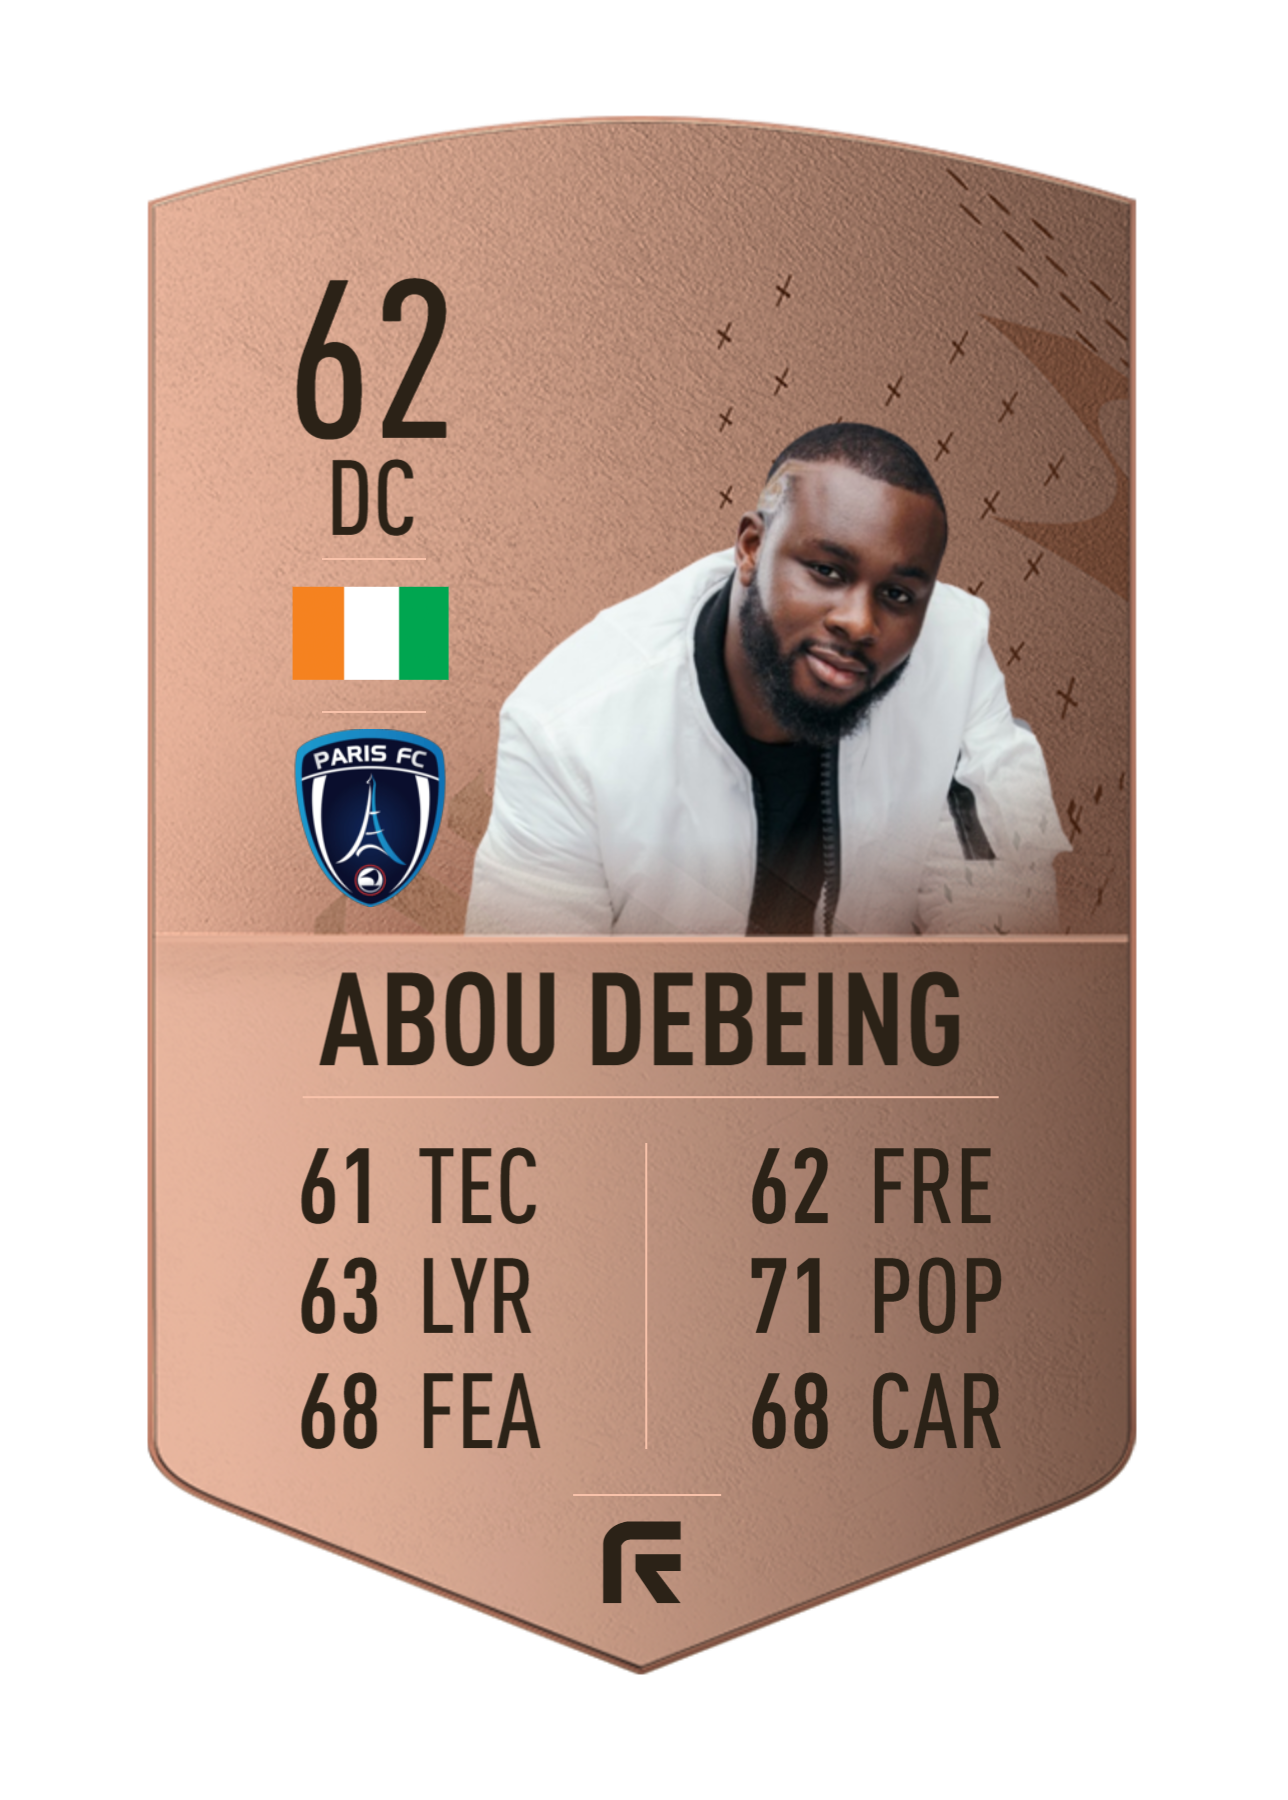 62
DC
PARIS FC
ABOU DEBEING
61 TEC
62 FRE
63 LYR
71 POP
68 FEA
68 CAR